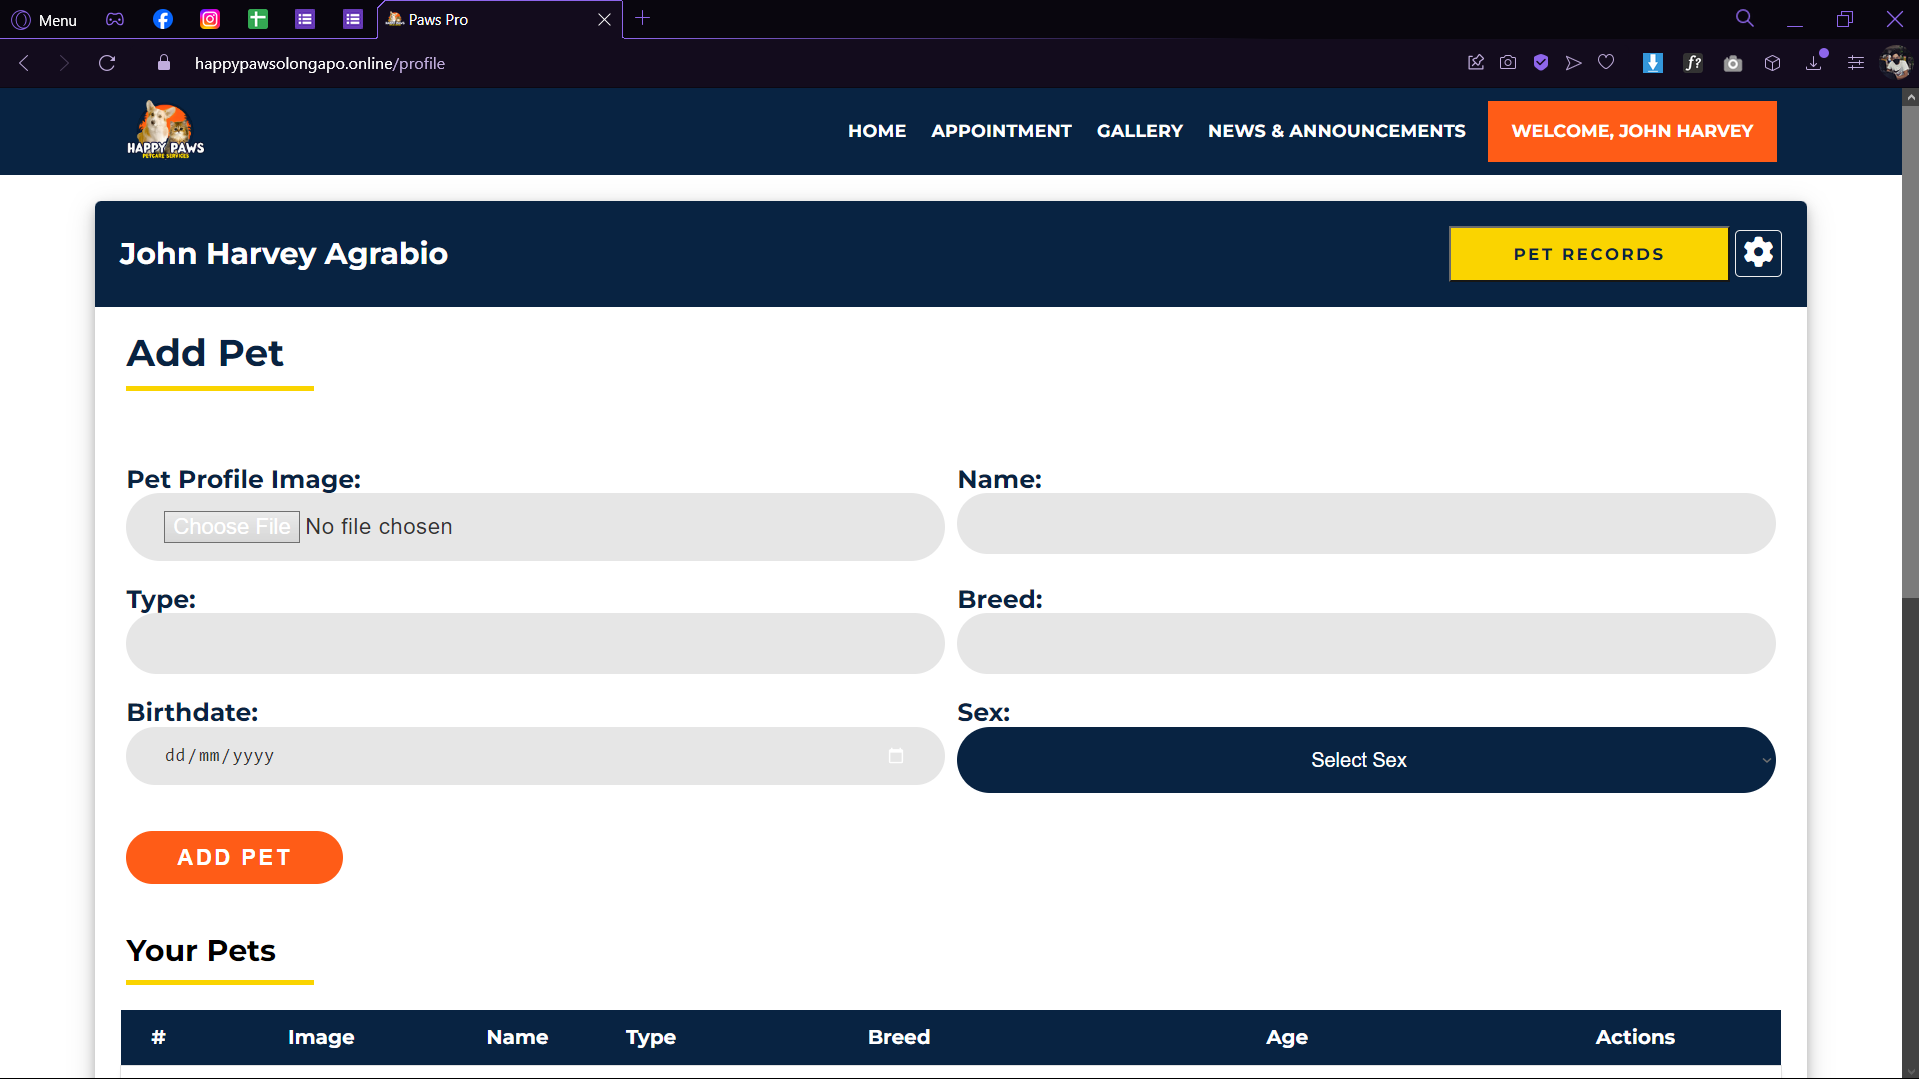 Menu
Paws Pro
happypawsolongapo.online/profile
f?
HAPPY PAWS
PETCARE SERVICES
HOME
APPOINTMENT
GALLERY
NEWS & ANNOUNCEMENTS
WELCOME, JOHN HARVEY
John Harvey Agrabio
PET RECORDS
Add Pet
Pet Profile Image:
Name:
Choose File No file chosen
Type:
Breed:
Birthdate:
Sex:
dd/mm/yyyy
Select Sex
ADD PET
Your Pets
# Image Name Type Breed Age Actions